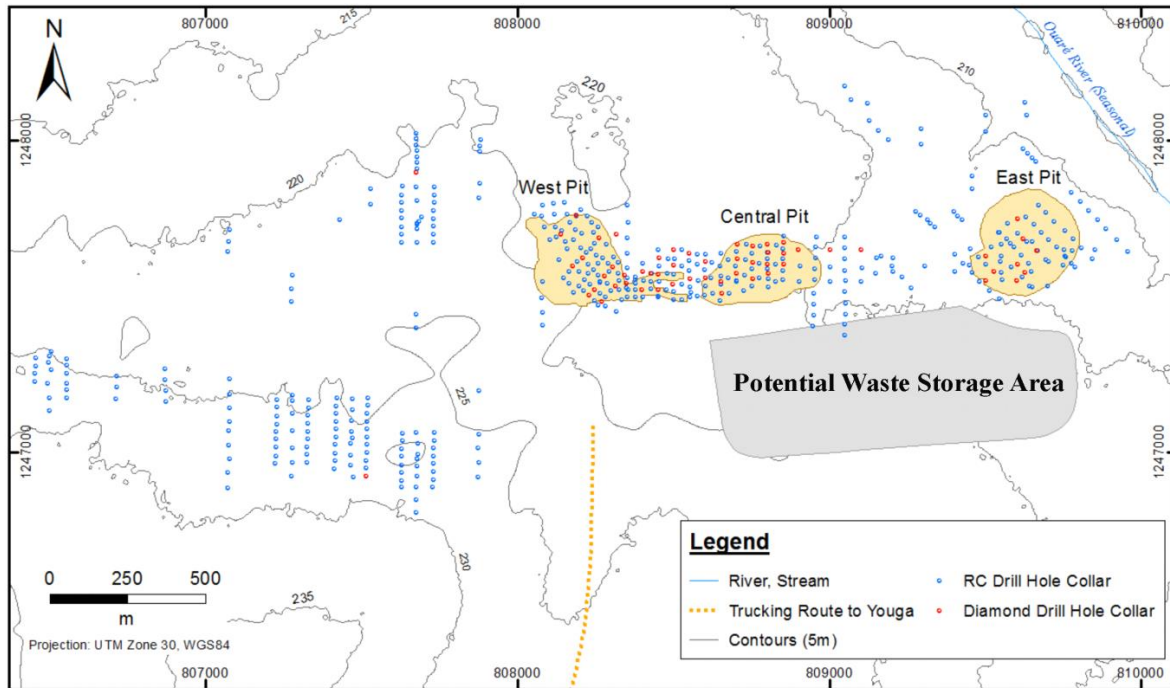 807000
808000
809000
810000
N
215
220
210
Ouaré River (Seasonal)
1248000
1248000
220
West Pit
Central Pit
East Pit
225
Potential Waste Storage Area
1247000
1247000
230
235
0 250 500
m
Projection: UTM Zone 30, WGS84
Legend
River, Stream
RC Drill Hole Collar
Trucking Route to Youga
Diamond Drill Hole Collar
Contours (5m)
807000
808000
809000
810000